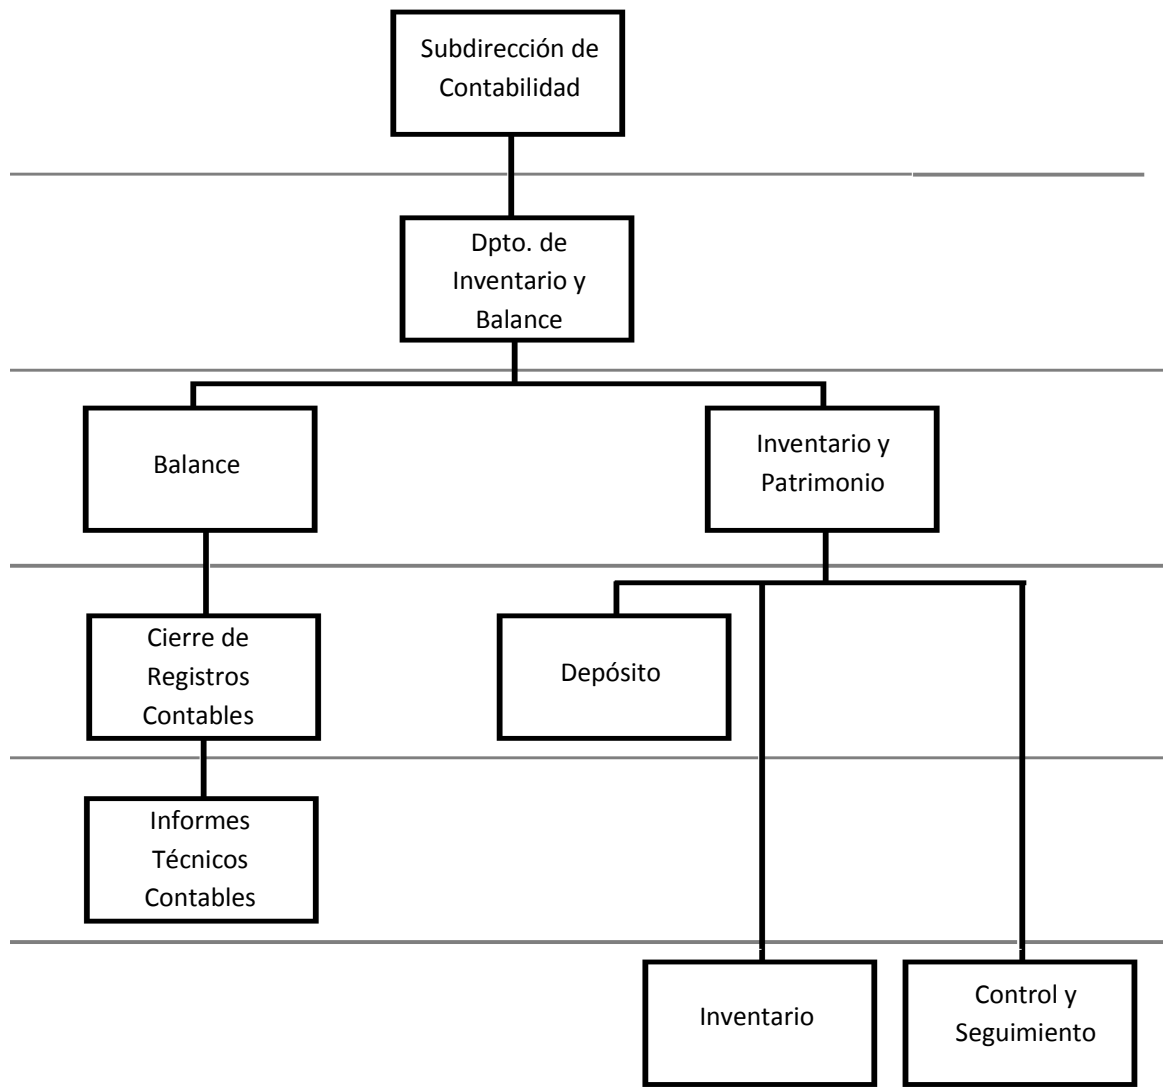 Subdirección de
Contabilidad
Dpto. de
Inventario y
Balance
Balance
Inventario y
Patrimonio
Cierre de
Registros
Contables
Depósito
Informes
Técnicos
Contables
Inventario
Control y
Seguimiento